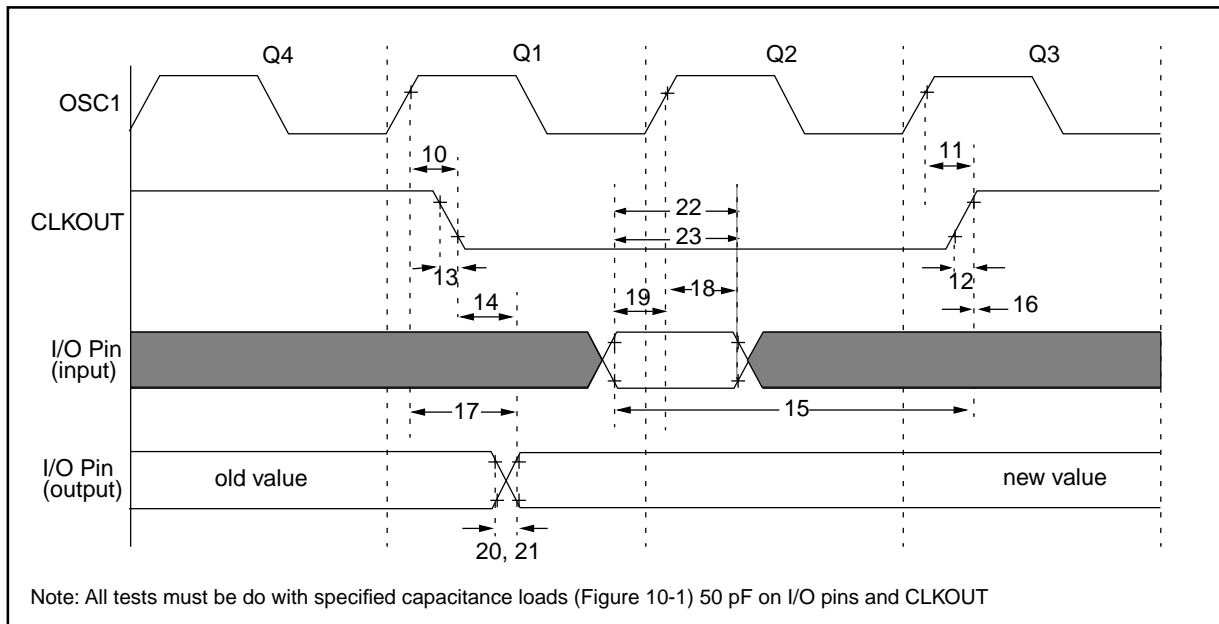 Q4 Q1 Q2 Q3
OSC1
10 11
CLKOUT
22
23
13 12
14 19 18 16
I/O Pin
(input)
17 15
I/O Pin
(output)
old value new value
20, 21
Note: All tests must be do with specified capacitance loads (Figure 10-1) 50 pF on I/O pins and CLKOUT